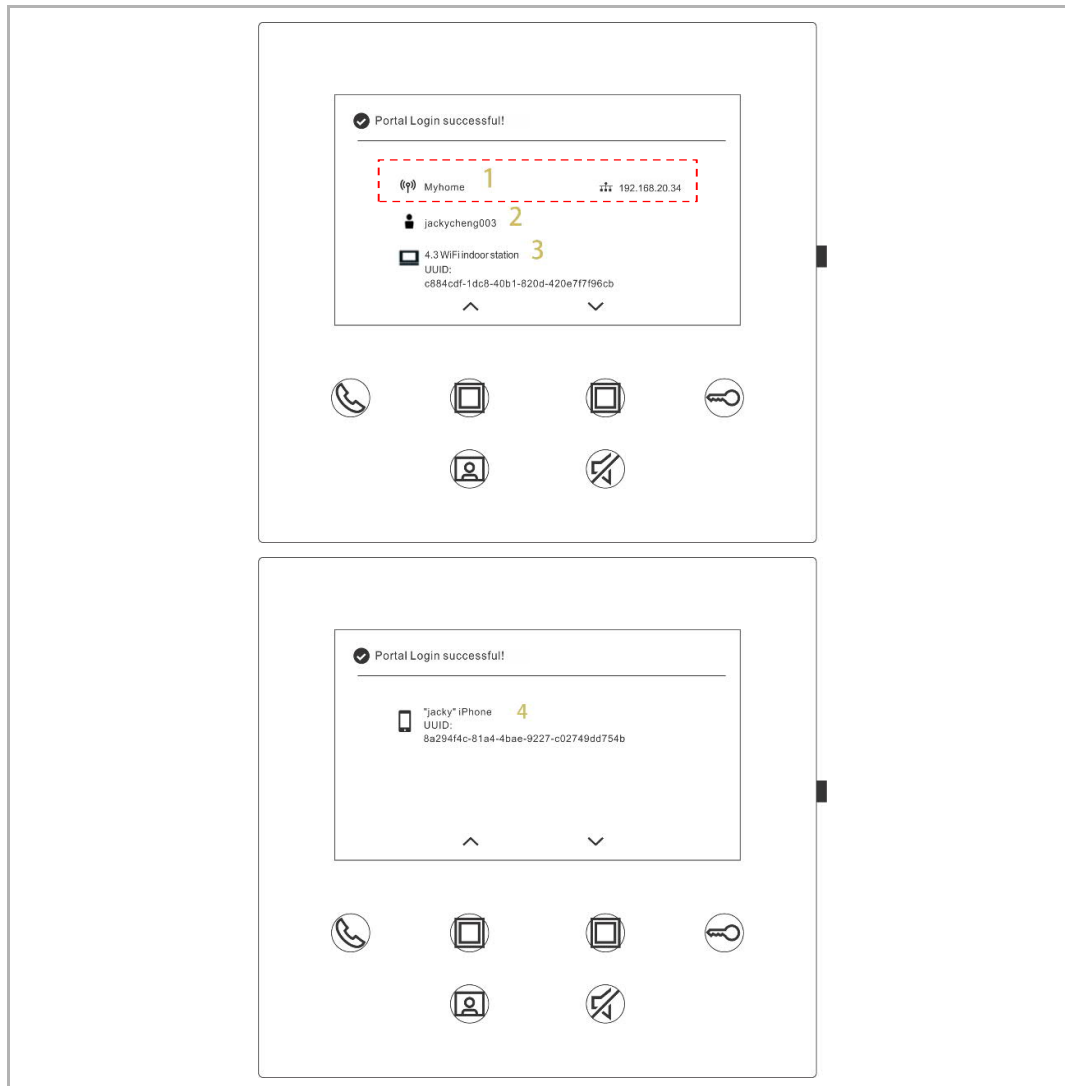 Portal Login successful!
Myhome 1 192.168.20.34
jackycheng003 2
4.3 WiFi indoor station 3
UUID:
c884cdf-1dc8-40b1-820d-420e7f7f96cb
Portal Login successful!
"jacky" iPhone 4
UUID:
8a294f4c-81a4-4bae-9227-c02749dd754b